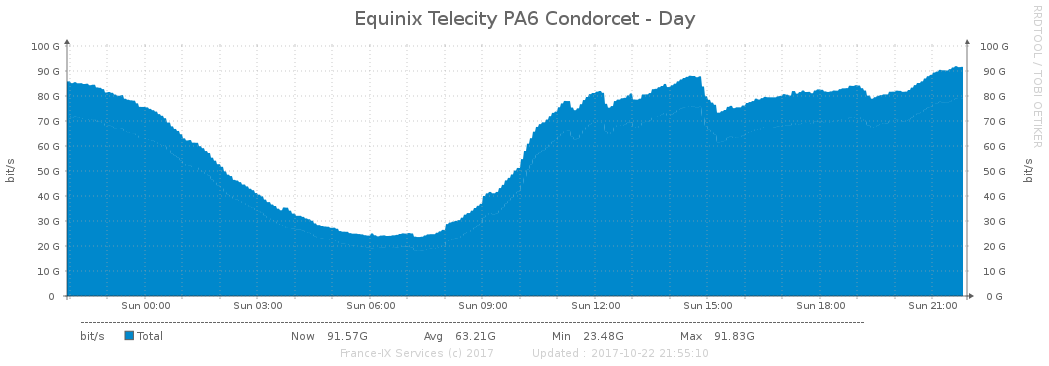 Equinix Telecity PA6 Condorcet - Day
RRDTOOL / TOBI OETIKER
100 G 100 G
90 G 90 G
80 G 80 G
70 G 70 G
60 G 60 G
50 G 50 G
40 G 40 G
30 G 30 G
20 G 20 G
10 G 10 G
0 0 G
bit/s bit/s
Sun 00:00 Sun 03:00 Sun 06:00 Sun 09:00 Sun 12:00 Sun 15:00 Sun 18:00 Sun 21:00
bit/s Total Now 91.57G Avg 63.21G Min 23.48G Max 91.83G
France-IX Services (c) 2017 Updated : 2017-10-22 21:55:10